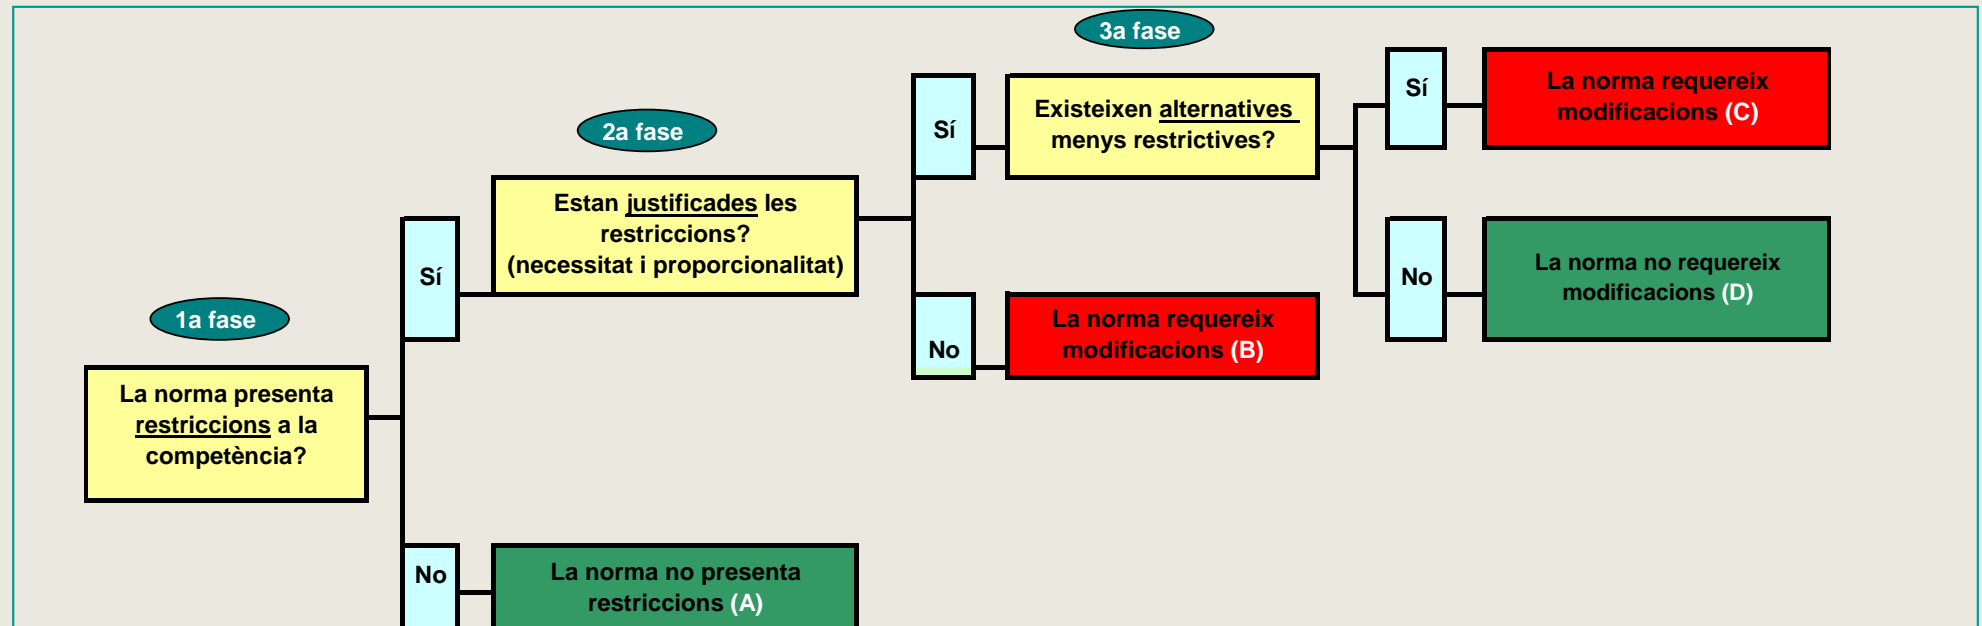 1a fase
La norma presenta
restriccions a la
competència?
Sí
No
La norma no presenta
restriccions (A)
2a fase
Estan justificades les
restriccions?
(necessitat i proporcionalitat)
Sí
No
La norma requereix
modificacions (B)
3a fase
Existeixen alternatives
menys restrictives?
Sí
La norma requereix
modificacions (C)
No
La norma no requereix
modificacions (D)